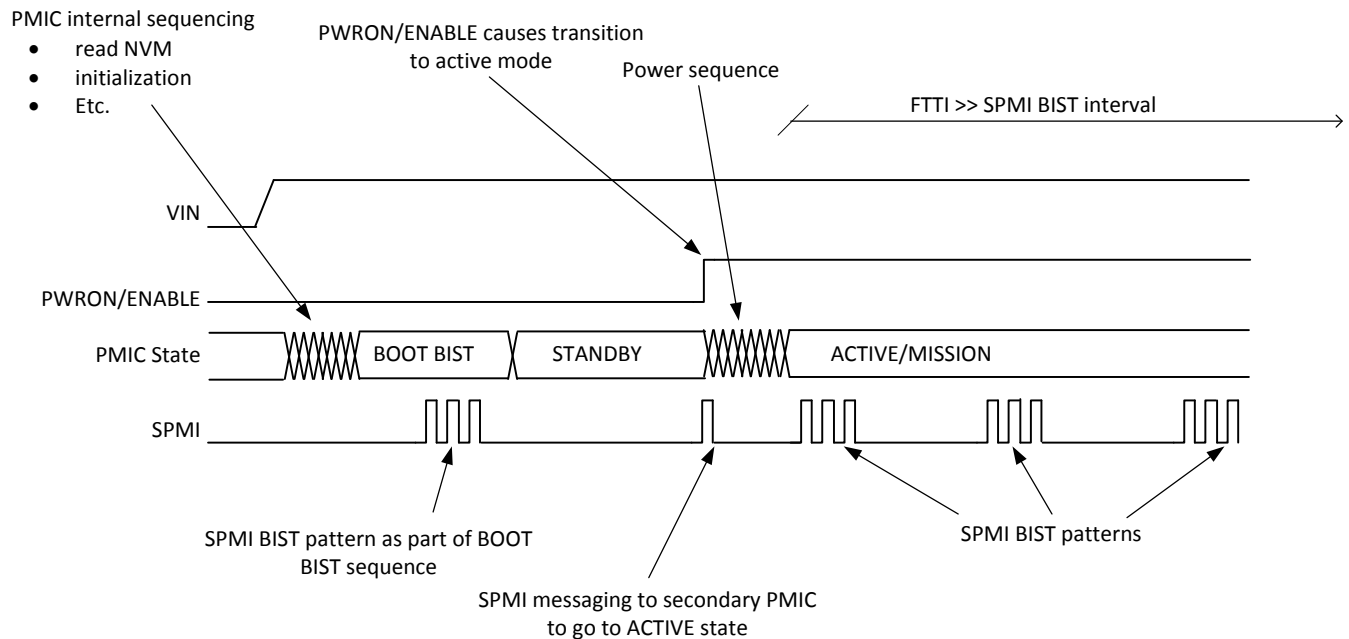 PMIC internal sequencing
• read NVM
• initialization
• Etc.
PWRON/ENABLE causes transition
to active mode
Power sequence
FTTI >> SPMI BIST interval
VIN
PWRON/ENABLE
PMIC State
BOOT BIST
STANDBY
ACTIVE/MISSION
SPMI
SPMI BIST pattern as part of BOOT
BIST sequence
SPMI BIST patterns
SPMI messaging to secondary PMIC
to go to ACTIVE state